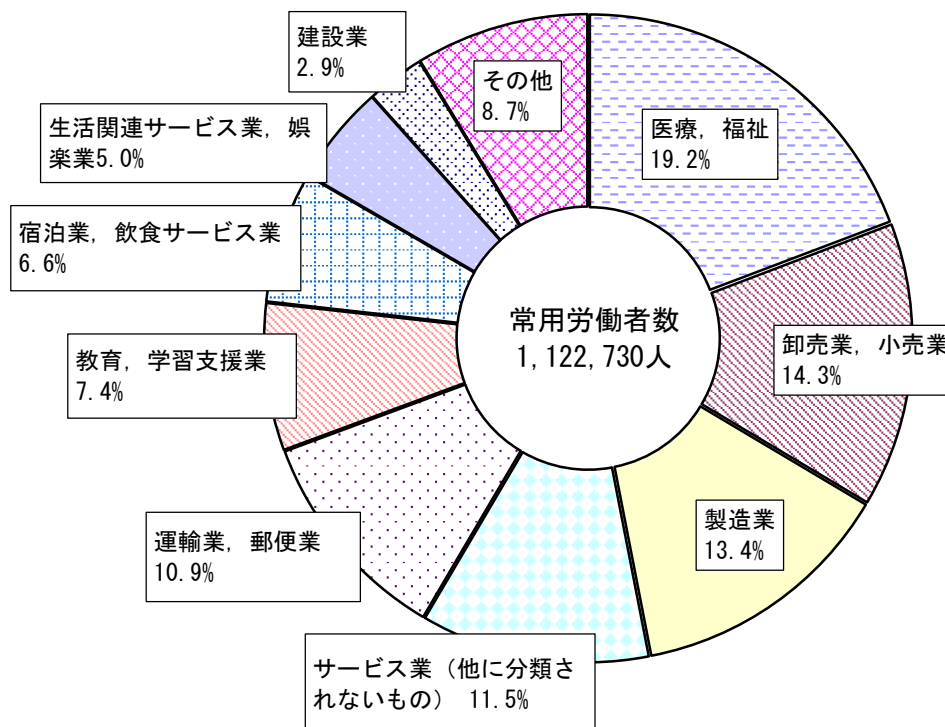 建設業
2.9%
その他
8.7%
医療，福祉
19.2%
生活関連サービス業，娯
楽業5.0%
宿泊業，飲食サービス業
6.6%
常用労働者数
1,122,730人
卸売業，小売業
14.3%
教育，学習支援業
7.4%
製造業
13.4%
運輸業，郵便業
10.9%
サービス業（他に分類さ
れないもの） 11.5%